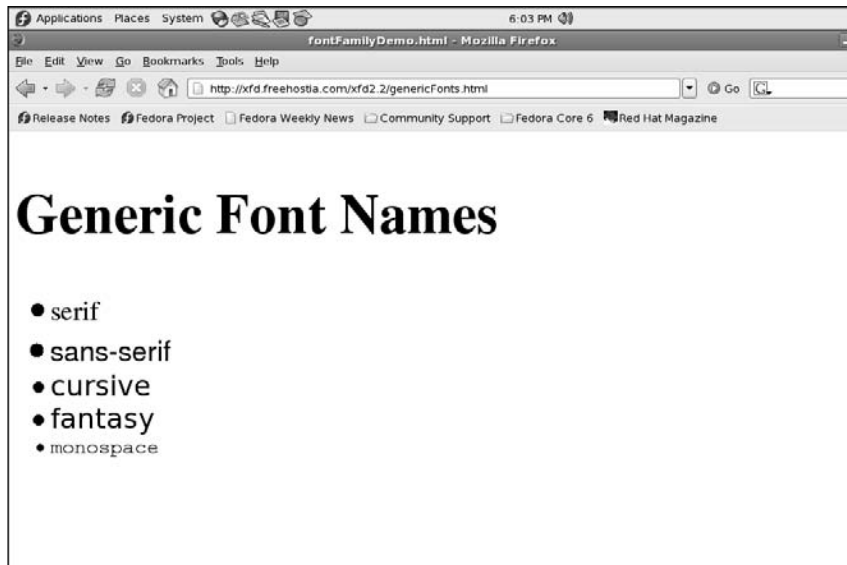 Applications Places System 6:03 PM
fontFamilyDemo.html - Mozilla Firefox
File Edit View Go Bookmarks Tools Help
http://xfd.freehostia.com/xfd2.2/genericFonts.html Go G
Release Notes Fedora Project Fedora Weekly News Community Support Fedora Core 6 Red Hat Magazine
Generic Font Names
serif
sans-serif
cursive
fantasy
monospace